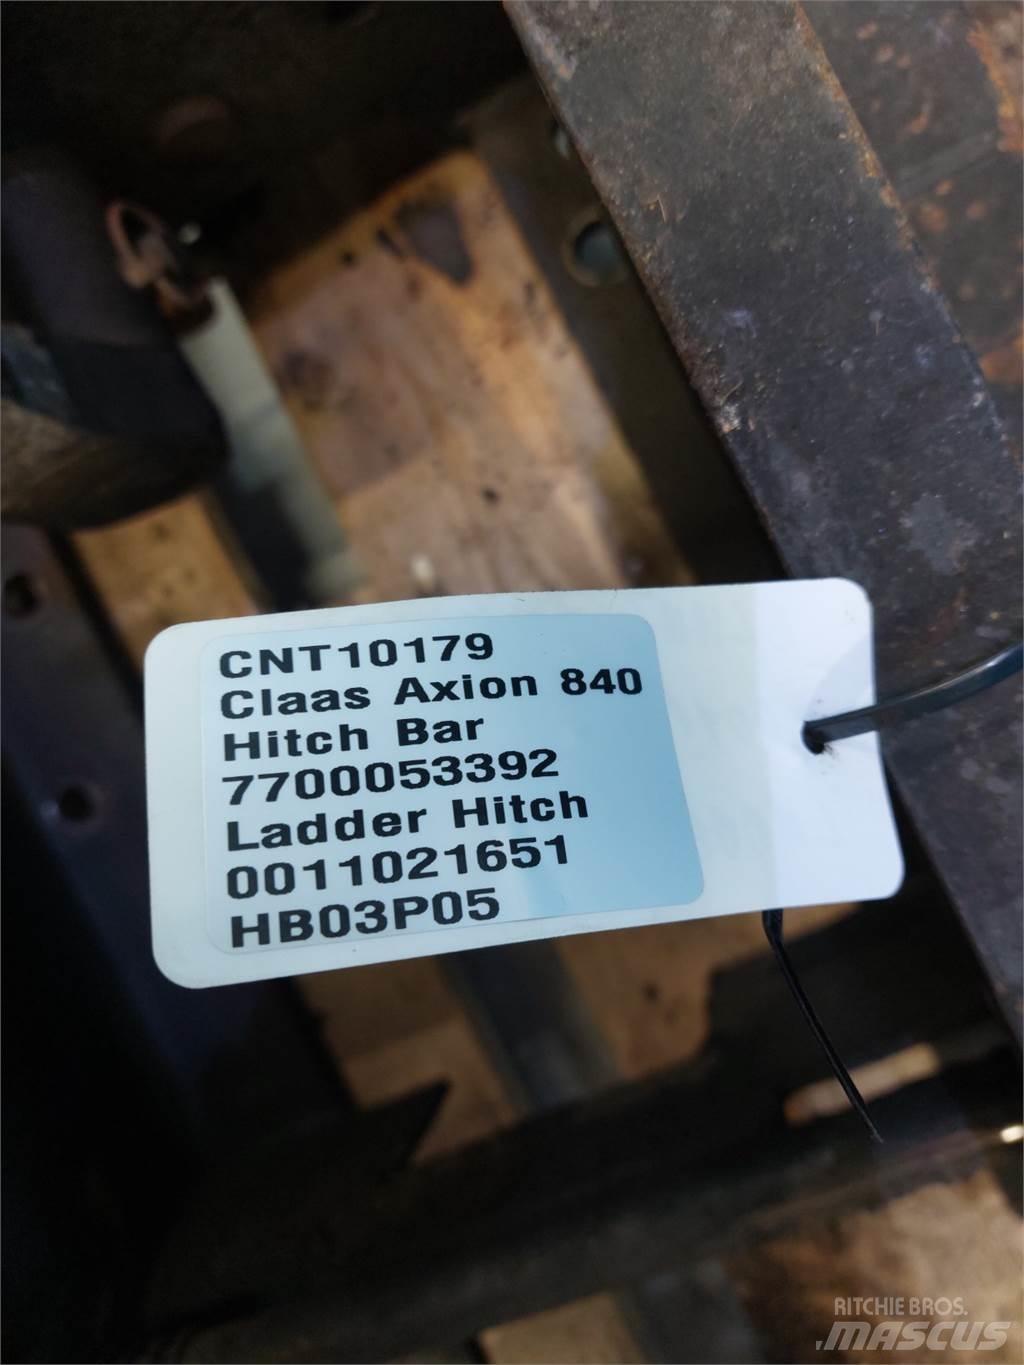 CNT10179
Claas Axion 840
Hitch Bar
7700053392
Ladder Hitch
0011021651
HB03P05
RITCHIE BROS.
MASCUS